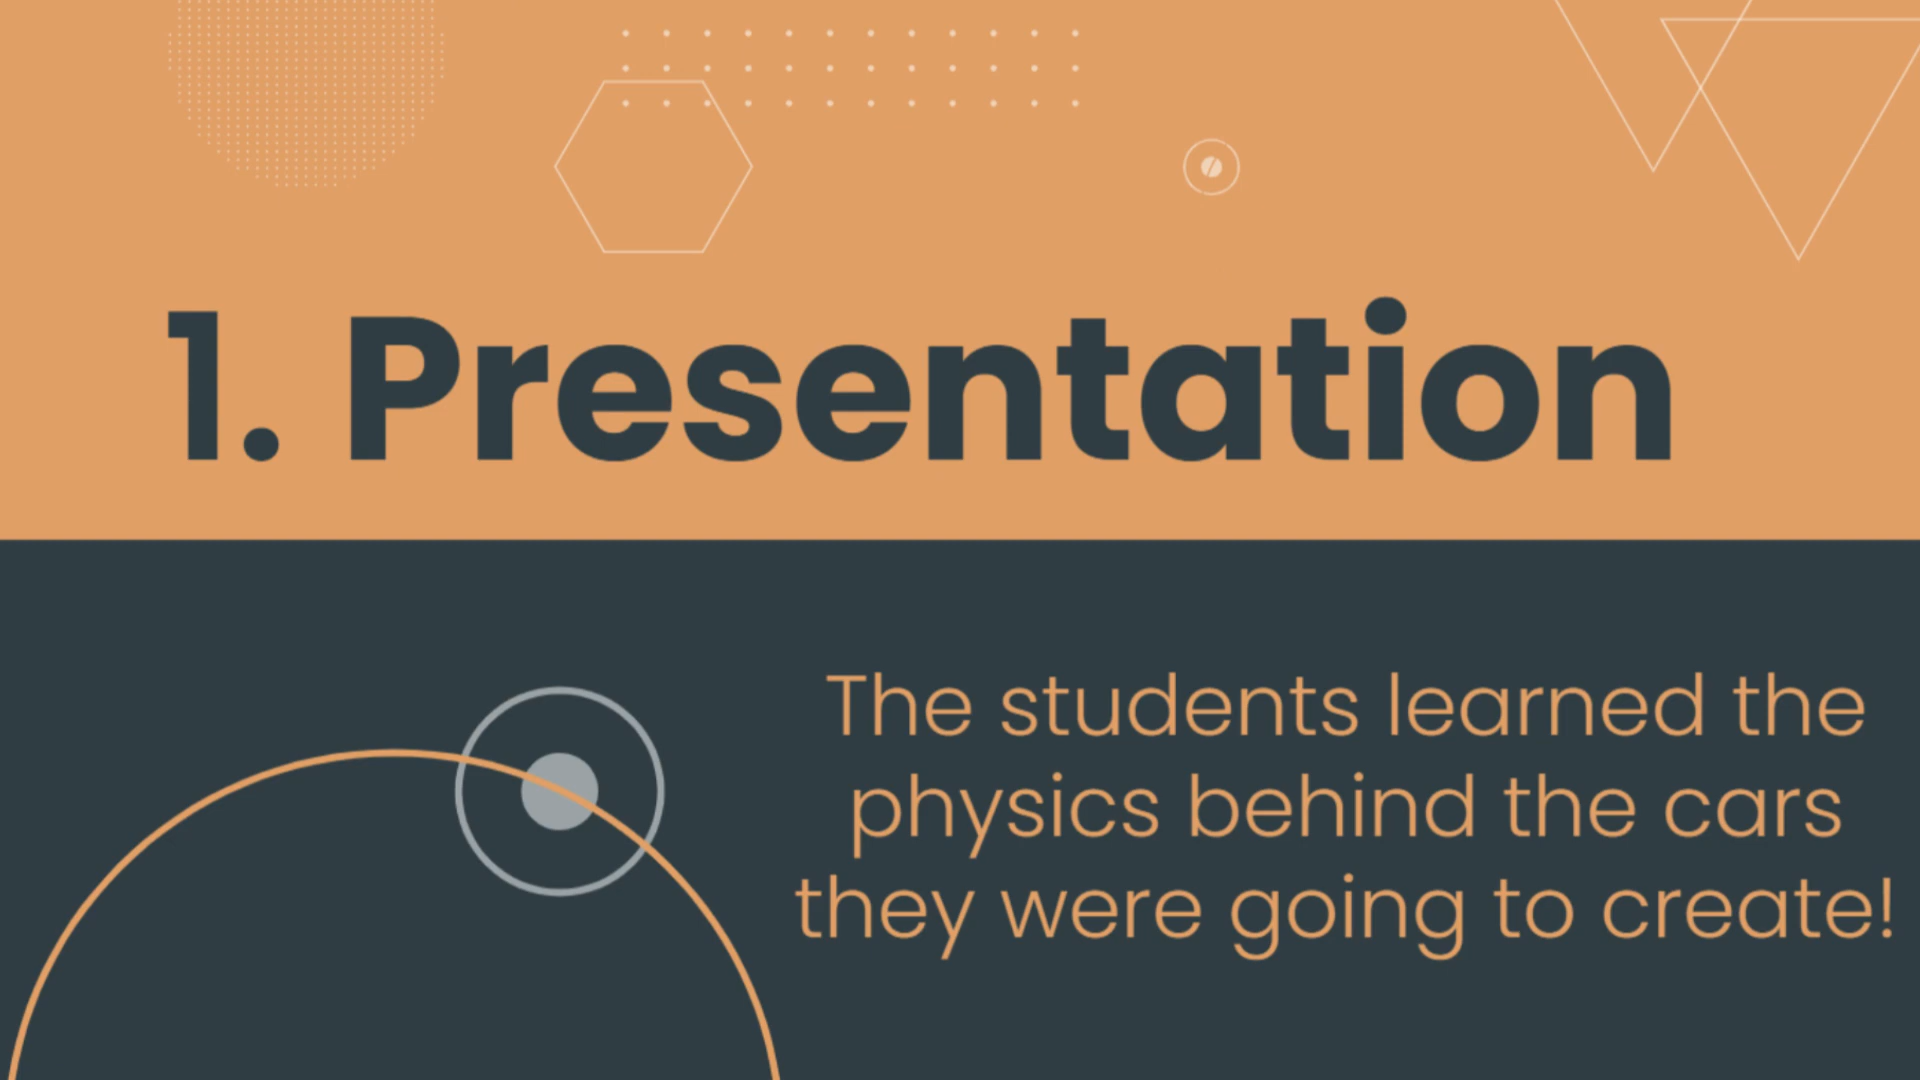 1. Presentation
The students learned the
physics behind the cars
they were going to create!